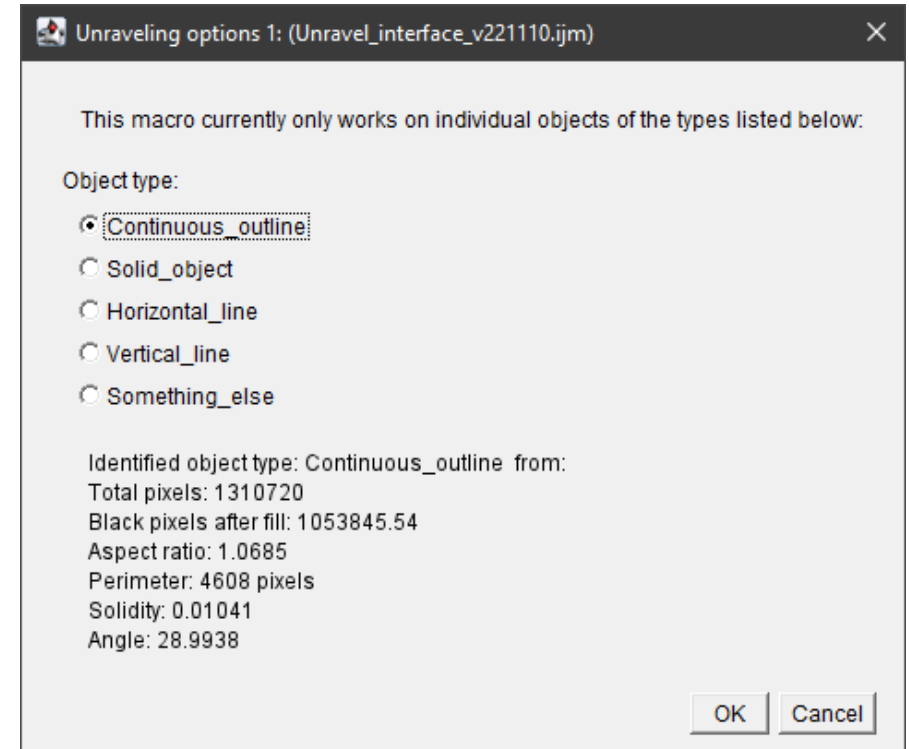 Unraveling options 1: (Unravel_interface_v221110.ijm)
This macro currently only works on individual objects of the types listed below:
Object type:
Continuous_outline
Solid_object
Horizontal_line
Vertical_line
Something_else
Identified object type: Continuous_outline from:
Total pixels: 1310720
Black pixels after fill: 1053845.54
Aspect ratio: 1.0685
Perimeter: 4608 pixels
Solidity: 0.01041
Angle: 28.9938
OK Cancel